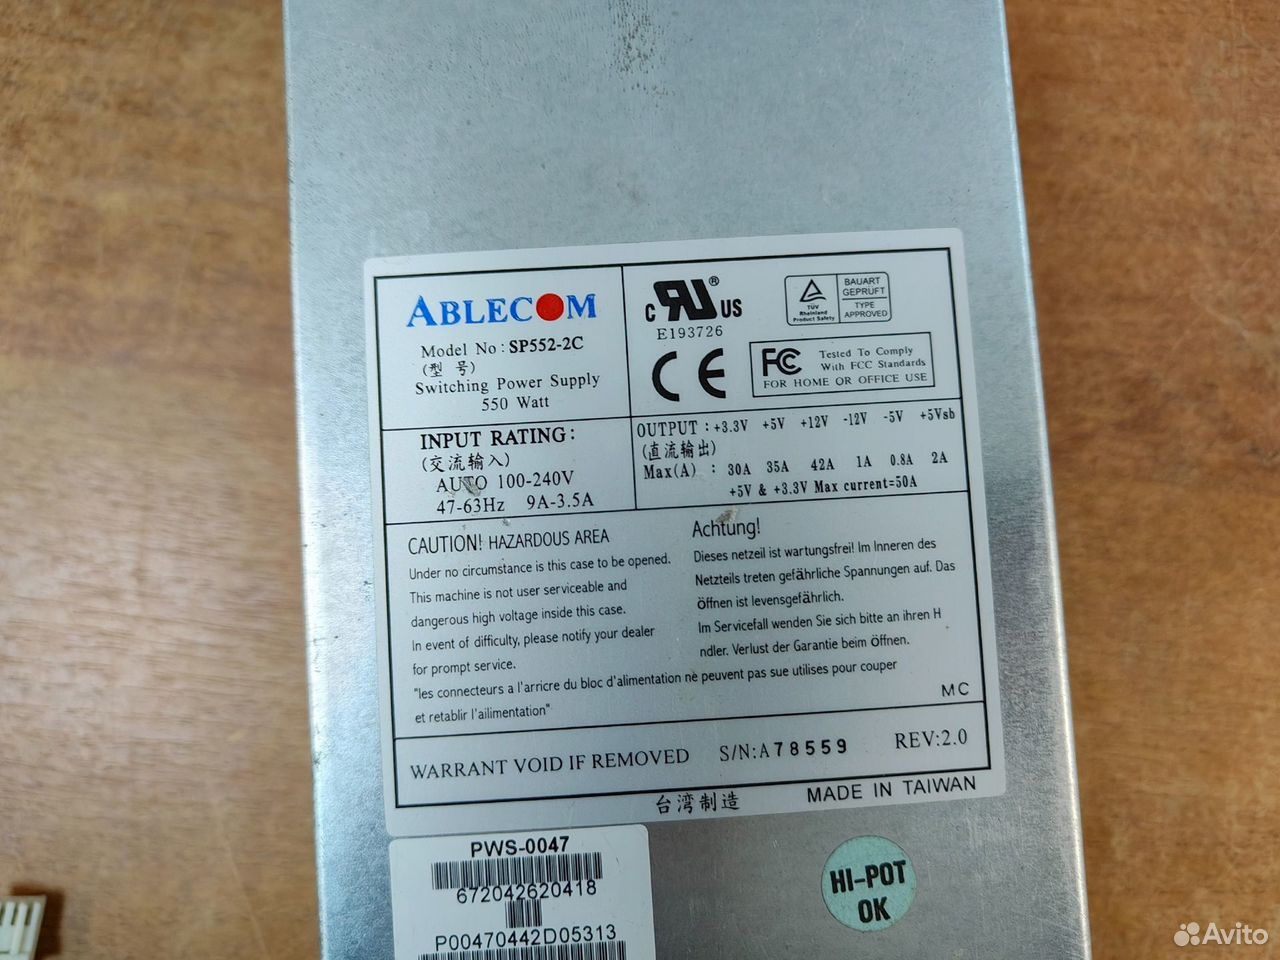 ABLECOM
Model No : SP552-2C
(型 号)
Switching Power Supply
550 Watt
C RU ® US
E193726
CE
TÜV
Rheinland
Product Safety
BAUART
GEPRÜFT
TYPE
APPROVED
FC Tested To Comply
With FCC Standards
FOR HOME OR OFFICE USE
INPUT RATING:
(交流输入)
AUTO 100-240V
47-63Hz 9A-3.5A
OUTPUT : +3.3V +5V +12V -12V -5V +5Vsb
(直流输出)
Max(A) : 30A 35A 42A 1A 0.8A 2A
+5V & +3.3V Max current=50A
CAUTION! HAZARDOUS AREA
Under no circumstance is this case to be opened.
This machine is not user serviceable and
dangerous high voltage inside this case.
In event of difficulty, please notify your dealer
for prompt service.
Achtung!
Dieses netzeil ist wartungsfrei! Im Inneren des
Netzteils treten gefährliche Spannungen auf. Das
öffnen ist levensgefährlich.
Im Servicefall wenden Sie sich bitte an ihren H
ndler. Verlust der Garantie beim öffnen.
"les connecteurs a l'arricre du bloc d'alimentation nè peuvent pas sue utilises pour couper
et retablir l'ailimentation"
MC
WARRANT VOID IF REMOVED S/N:A78559 REV:2.0
台湾制造 MADE IN TAIWAN
PWS-0047
672042620418
P00470442D05313
HI-POT
OK
Avito